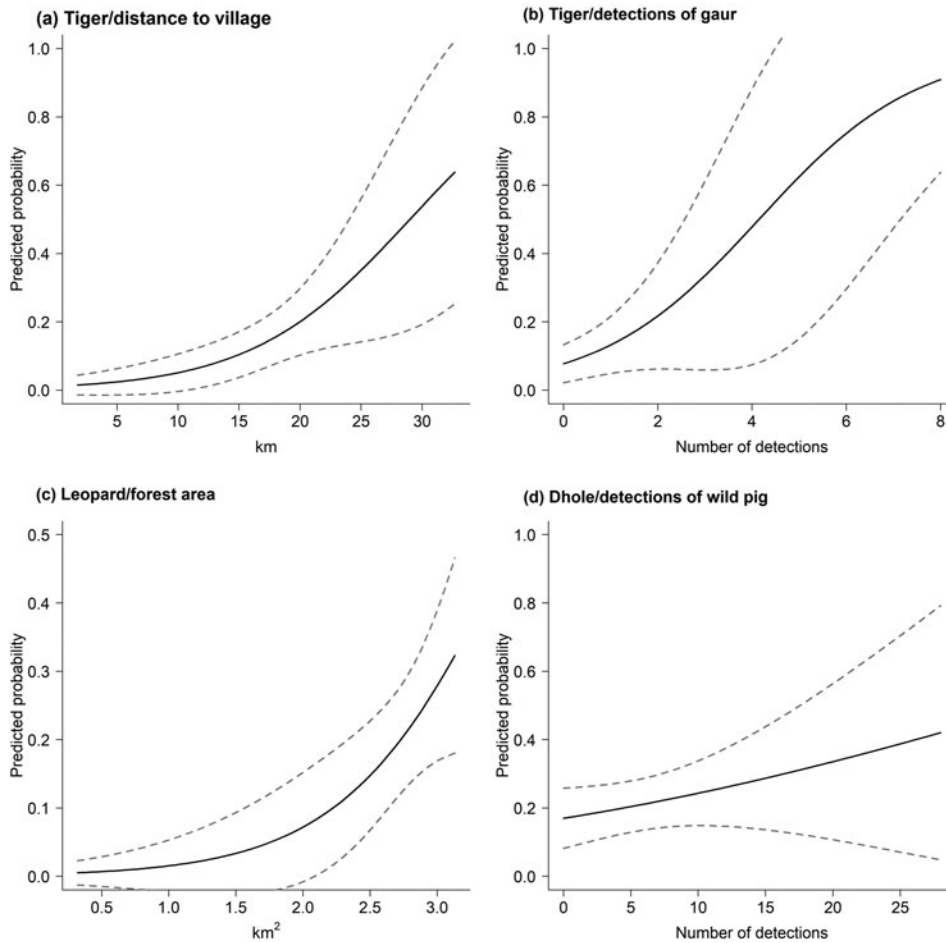 (a) Tiger/distance to village
1.0
0.8
0.6
0.4
0.2
0.0
Predicted probability
5 10 15 20 25 30
km
(b) Tiger/detections of gaur
1.0
0.8
0.6
0.4
0.2
0.0
Predicted probability
0 2 4 6 8
Number of detections
(c) Leopard/forest area
0.5
0.4
0.3
0.2
0.1
0.0
Predicted probability
0.5 1.0 1.5 2.0 2.5 3.0
km²
(d) Dhole/detections of wild pig
1.0
0.8
0.6
0.4
0.2
0.0
Predicted probability
0 5 10 15 20 25
Number of detections